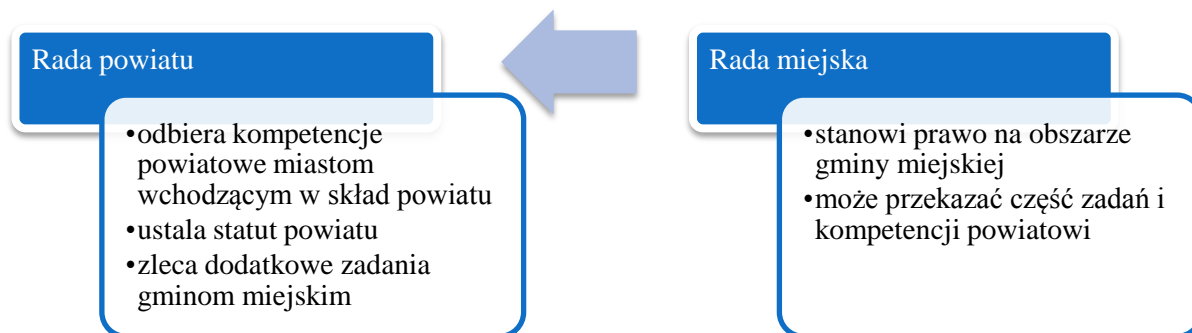 Rada powiatu
•odbiera kompetencje
powiatowe miastom
wchodzącym w skład powiatu
•ustala statut powiatu
•zleca dodatkowe zadania
gminom miejskim
Rada miejska
•stanowi prawo na obszarze
gminy miejskiej
•może przekazać część zadań i
kompetencji powiatowi